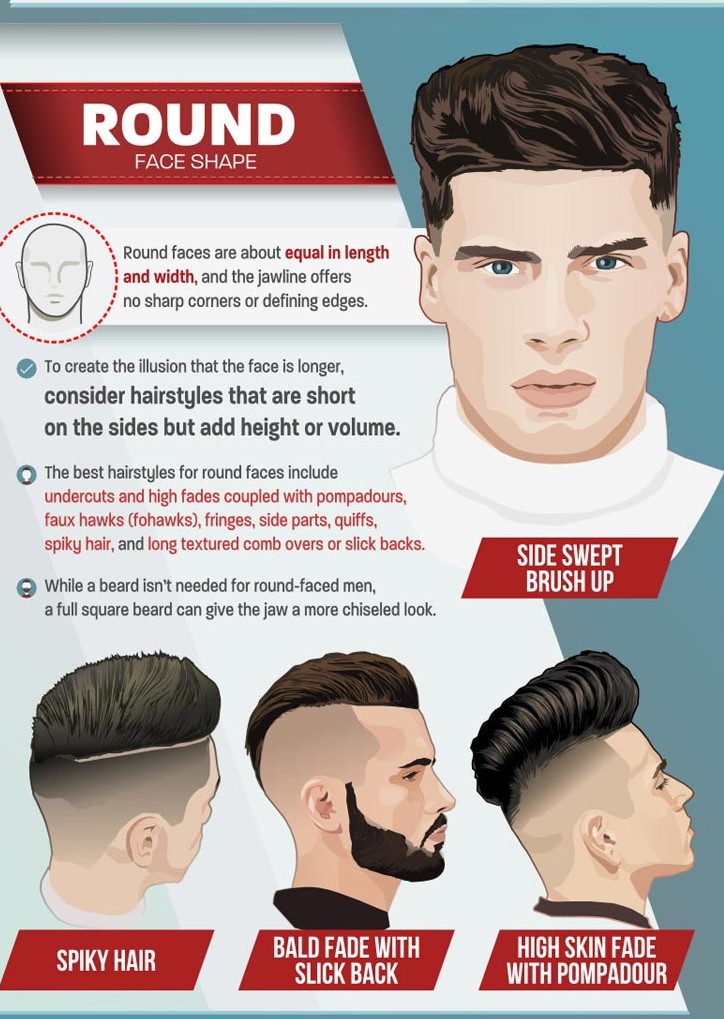 ROUND
FACE SHAPE
Round faces are about equal in length
and width, and the jawline offers
no sharp corners or defining edges.
To create the illusion that the face is longer,
consider hairstyles that are short
on the sides but add height or volume.
The best hairstyles for round faces include
undercuts and high fades coupled with pompadours,
faux hawks (fohawks), fringes, side parts, quiffs,
spiky hair, and long textured comb overs or slick backs.
While a beard isn't needed for round-faced men,
a full square beard can give the jaw a more chiseled look.
SIDE SWEPT
BRUSH UP
SPIKY HAIR
BALD FADE WITH
SLICK BACK
HIGH SKIN FADE
WITH POMPADOUR